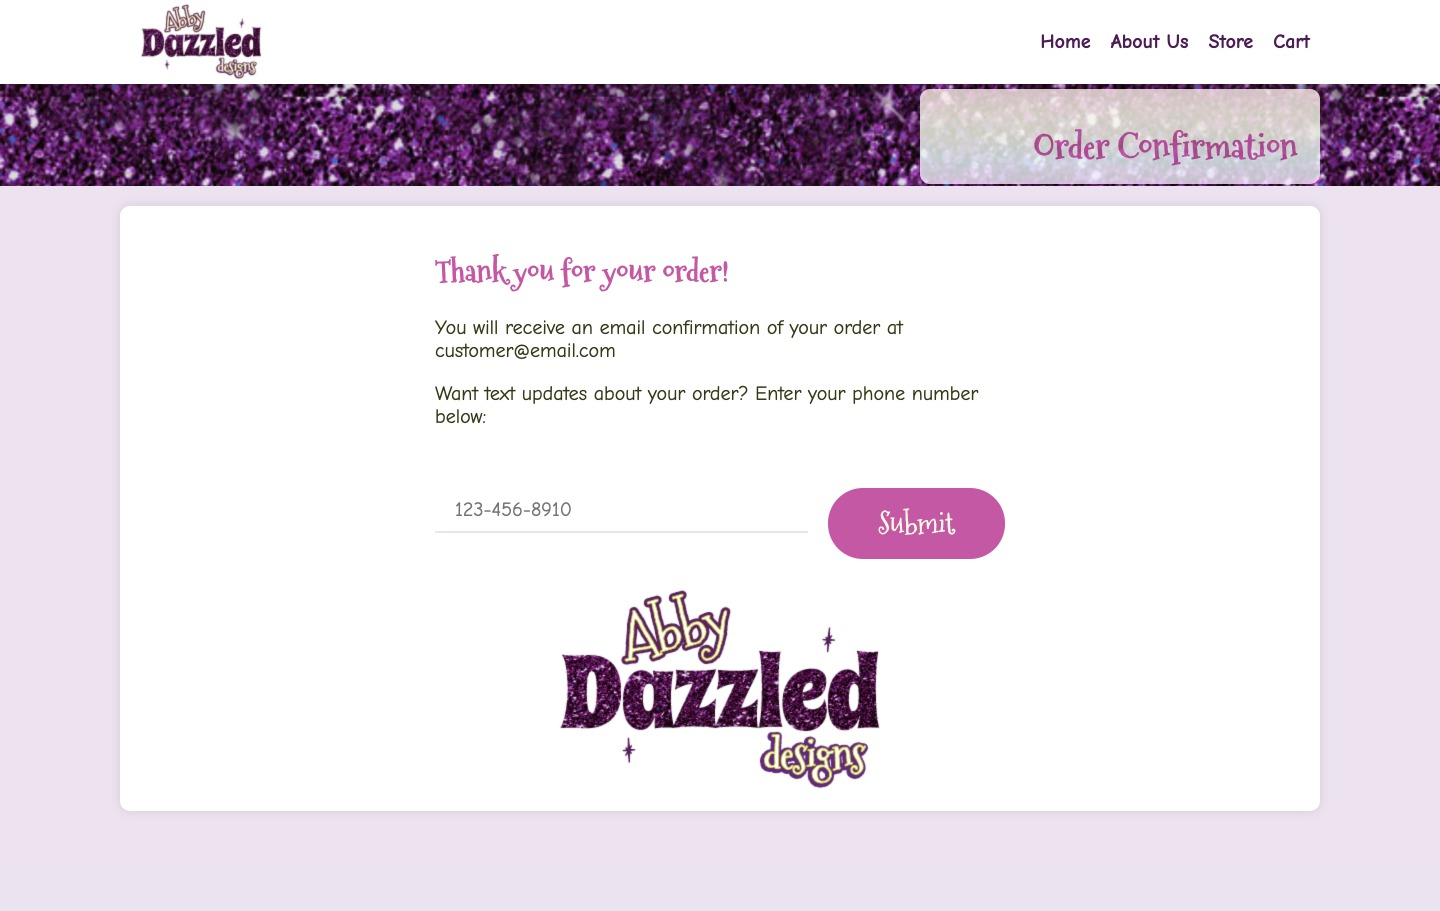 Abby
Dazzled
designs
Home About Us Store Cart
Order Confirmation
Thank you for your order!
You will receive an email confirmation of your order at
customer@email.com
Want text updates about your order? Enter your phone number
below:
123-456-8910
Submit
Abby
Dazzled
designs